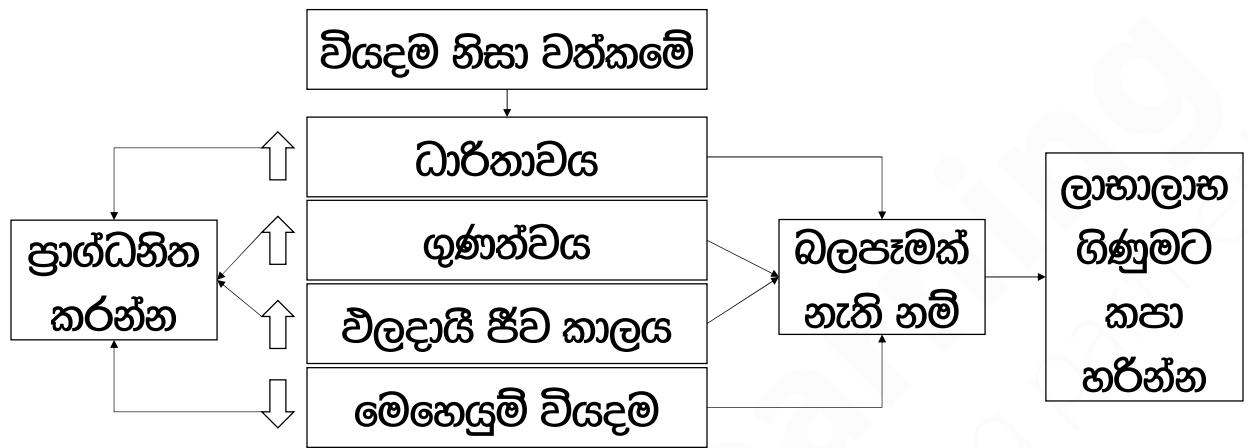 වියදම නිසා වත්කමේ
ධාරිතාවය
ගුණත්වය
ඵලදායී ජීව කාලය
මෙහෙයුම් වියදම
ප්‍රාග්ධනිත
කරන්න
බලපෑමක්
නැති නම්
ලාභාලාභ
ගිණුමට
කපා
හරින්න